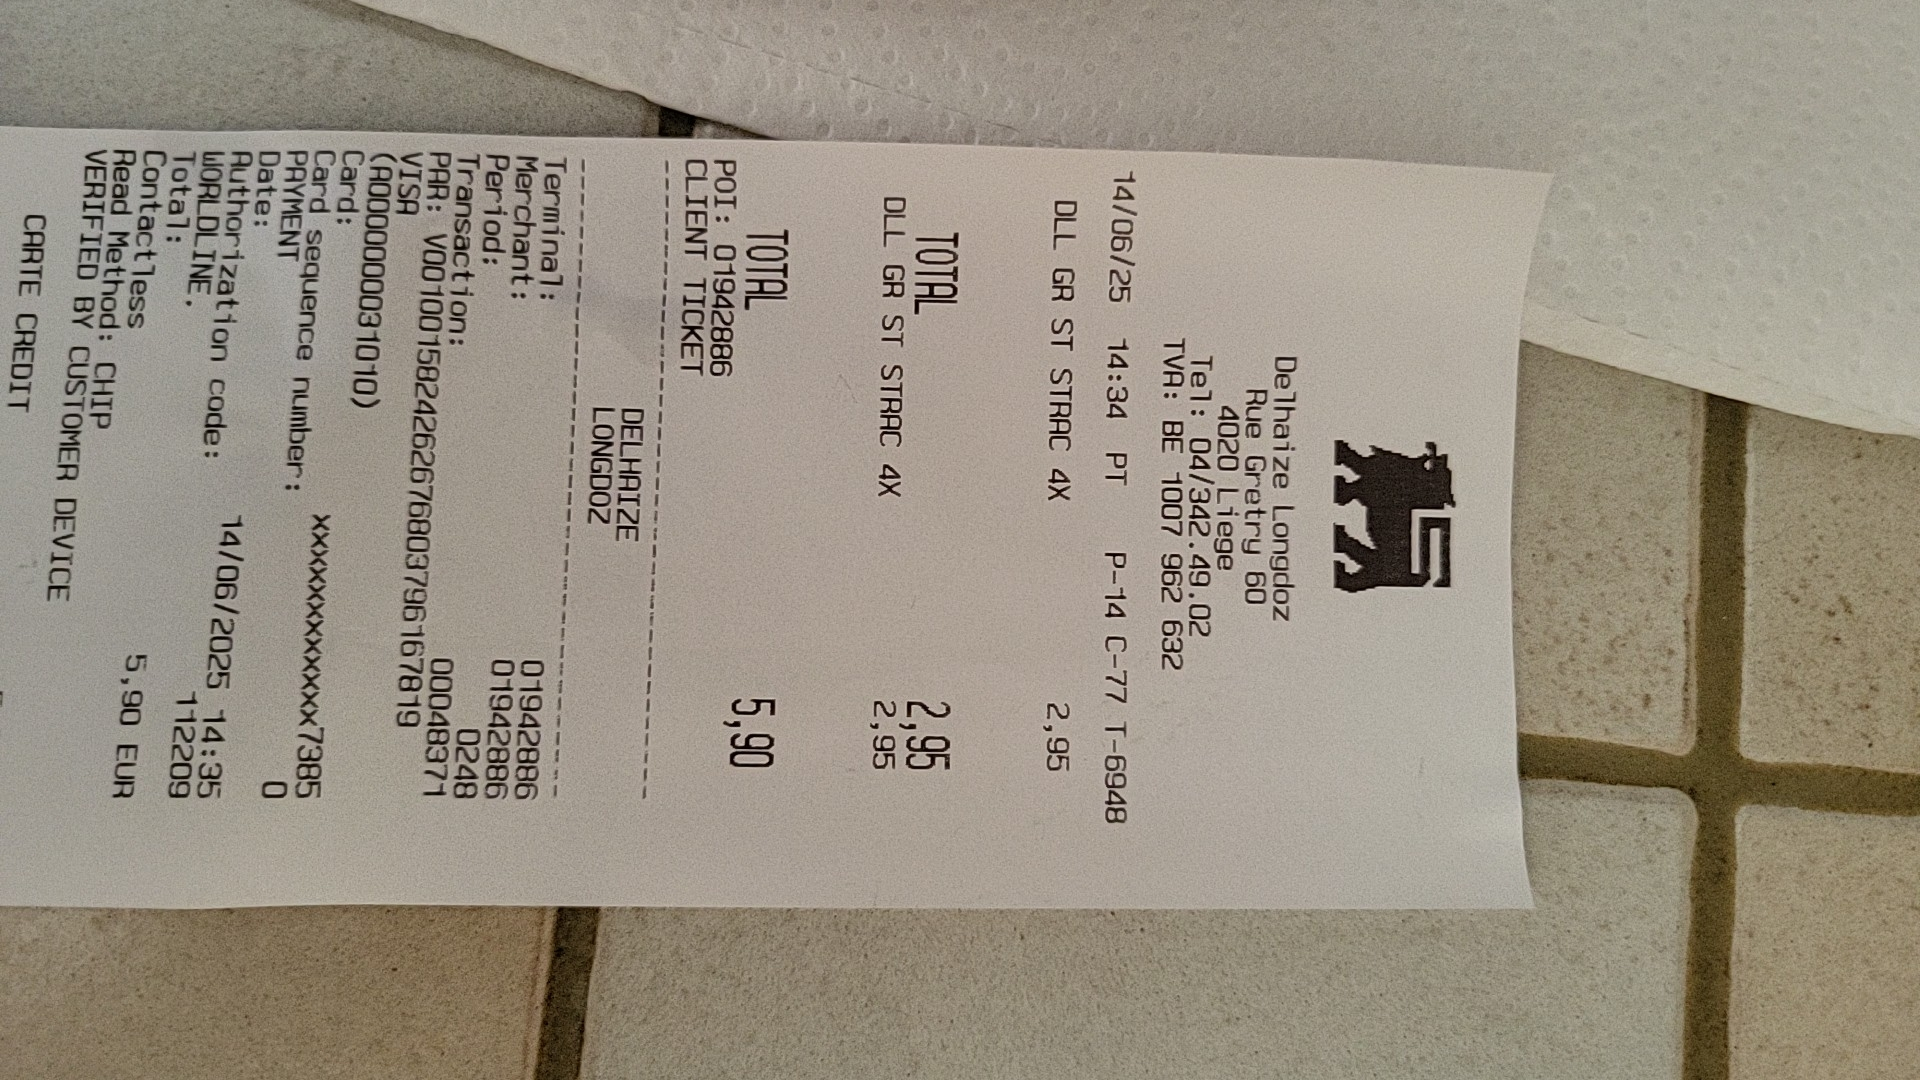 Delhaize Longdoz
Rue Gretry 60
4020 Liege
Tel: 04/342.49.02
TVA: BE 1007 962 632
14/06/25 14:34 PT P-14 C-77 T-6948
DLL GR ST STRAC 4X 2,95
TOTAL 2,95
DLL GR ST STRAC 4X 2,95
TOTAL 5,90
POI: 01942886
CLIENT TICKET
DELHAIZE
LONGDOZ
Terminal: 01942886
Merchant: 01942886
Period: 0248
Transaction: 00048371
PAR: V0010015824262676803796167819
VISA
(A0000000031010)
Card: xxxxxxxxxxxx7385
Card sequence number: 0
PAYMENT
Date: 14/06/2025 14:35
Authorization code: 112209
WORLDLINE.
Total: 5,90 EUR
Contactless
Read Method: CHIP
VERIFIED BY CUSTOMER DEVICE
CARTE CREDIT